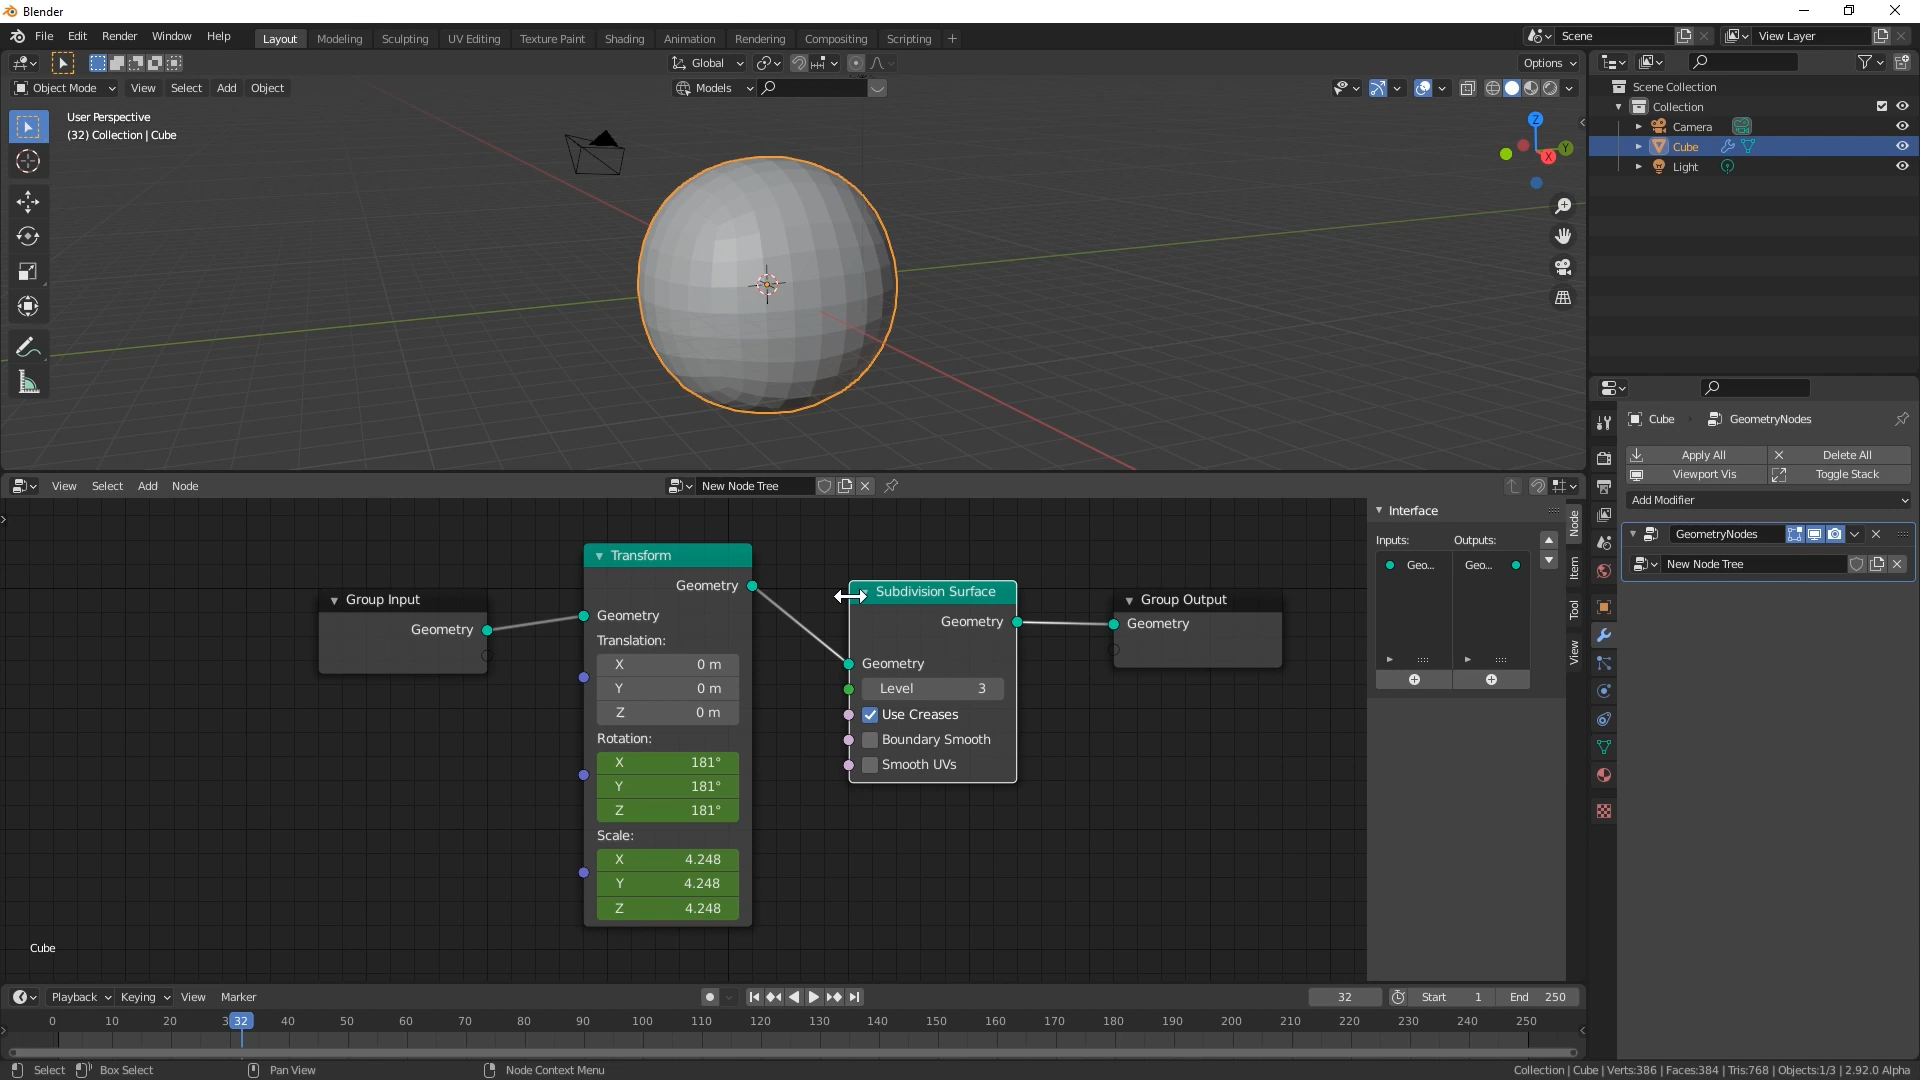 Blender
File Edit Render Window Help
Layout Modeling Sculpting UV Editing Texture Paint Shading Animation Rendering Compositing Scripting +
Scene
View Layer
Global
Options
Object Mode View Select Add Object
Models
User Perspective
(32) Collection | Cube
Z
Y
X
Scene Collection
Collection
Camera
Cube
Light
Cube GeometryNodes
Apply All Delete All
Viewport Vis Toggle Stack
Add Modifier
GeometryNodes
New Node Tree
View Select Add Node
New Node Tree
Group Input
Geometry
Transform
Geometry
Geometry
Translation:
X 0 m
Y 0 m
Z 0 m
Rotation:
X 181°
Y 181°
Z 181°
Scale:
X 4.248
Y 4.248
Z 4.248
Subdivision Surface
Geometry
Geometry
Level 3
Use Creases
Boundary Smooth
Smooth UVs
Group Output
Geometry
Interface
Inputs: Outputs:
Geo... Geo...
Node
Item
Tool
View
Cube
Playback Keying View Marker
32
Start 1
End 250
0 10 20 3 32 40 50 60 70 80 90 100 110 120 130 140 150 160 170 180 190 200 210 220 230 240 250
Select Box Select Pan View Node Context Menu
Collection | Cube | Verts:386 | Faces:384 | Tris:768 | Objects:1/3 | 2.92.0 Alpha